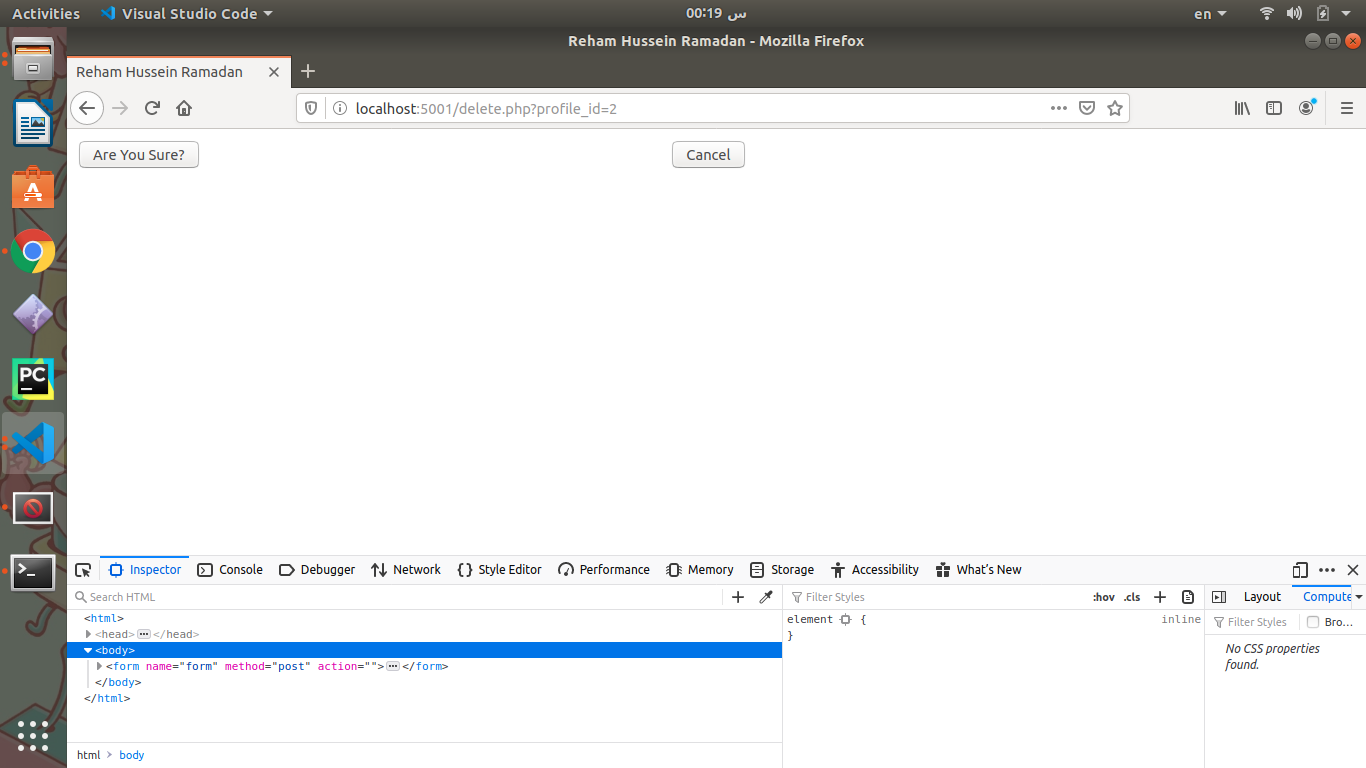 Activities Visual Studio Code 00:19 س en
Reham Hussein Ramadan - Mozilla Firefox
Reham Hussein Ramadan
localhost:5001/delete.php?profile_id=2
Are You Sure? Cancel
PC
Inspector Console Debugger Network Style Editor Performance Memory Storage Accessibility What's New
Search HTML Filter Styles :hov .cls Layout Compute
<html> element { inline Filter Styles Bro...
<head> </head> }
<body> No CSS properties
<form name="form" method="post" action=""> </form> found.
</body>
</html>
html body